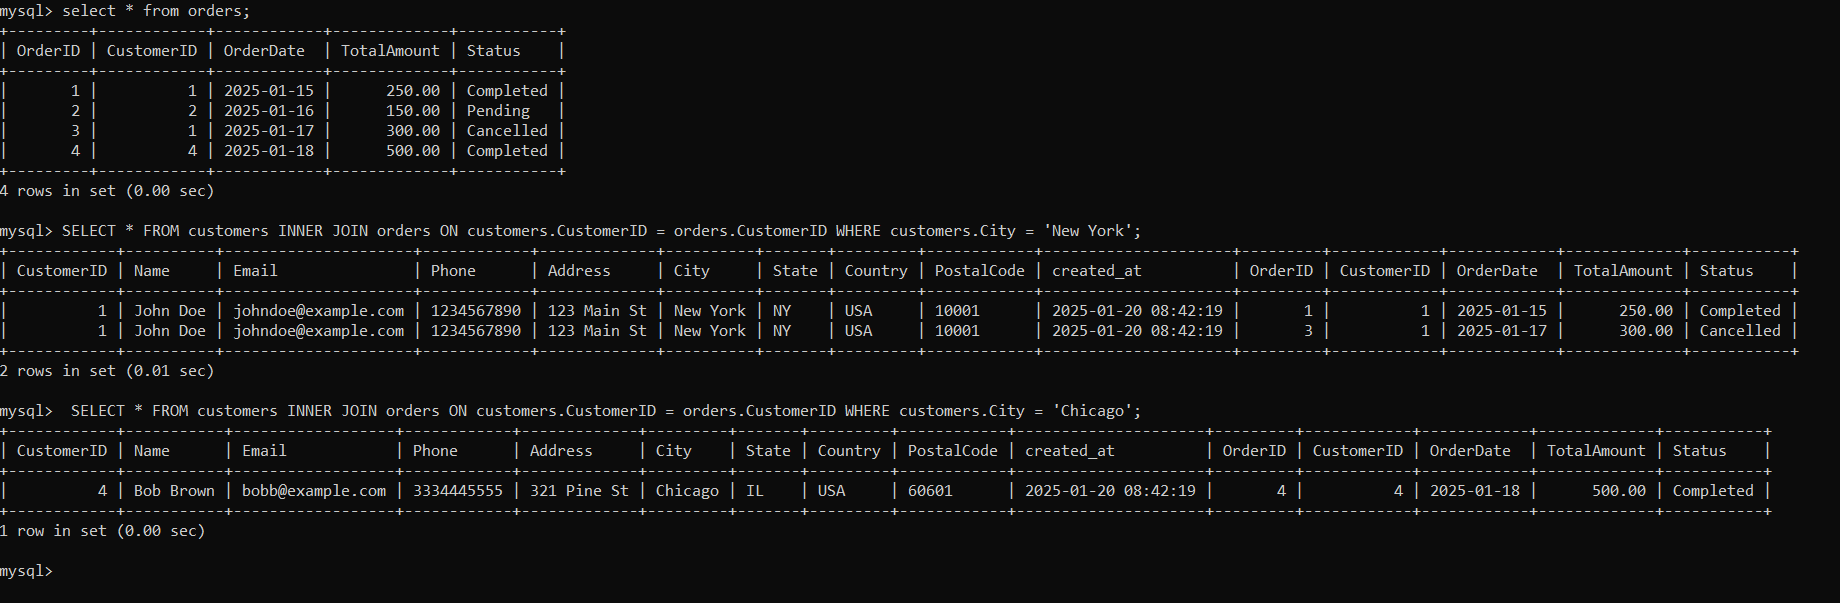 mysql> select * from orders;
+---------+------------+------------+-------------+-----------+
| OrderID | CustomerID | OrderDate  | TotalAmount | Status    |
+---------+------------+------------+-------------+-----------+
|       1 |          1 | 2025-01-15 |      250.00 | Completed |
|       2 |          2 | 2025-01-16 |      150.00 | Pending   |
|       3 |          1 | 2025-01-17 |      300.00 | Cancelled |
|       4 |          4 | 2025-01-18 |      500.00 | Completed |
+---------+------------+------------+-------------+-----------+
4 rows in set (0.00 sec)

mysql> SELECT * FROM customers INNER JOIN orders ON customers.CustomerID = orders.CustomerID WHERE customers.City = 'New York';
+------------+----------+---------------------+------------+-------------+----------+-------+---------+------------+---------------------+---------+------------+------------+-------------+-----------+
| CustomerID | Name     | Email               | Phone      | Address     | City     | State | Country | PostalCode | created_at          | OrderID | CustomerID | OrderDate  | TotalAmount | Status    |
+------------+----------+---------------------+------------+-------------+----------+-------+---------+------------+---------------------+---------+------------+------------+-------------+-----------+
|          1 | John Doe | johndoe@example.com | 1234567890 | 123 Main St | New York | NY    | USA     | 10001      | 2025-01-20 08:42:19 |       1 |          1 | 2025-01-15 |      250.00 | Completed |
|          1 | John Doe | johndoe@example.com | 1234567890 | 123 Main St | New York | NY    | USA     | 10001      | 2025-01-20 08:42:19 |       3 |          1 | 2025-01-17 |      300.00 | Cancelled |
+------------+----------+---------------------+------------+-------------+----------+-------+---------+------------+---------------------+---------+------------+------------+-------------+-----------+
2 rows in set (0.01 sec)

mysql>  SELECT * FROM customers INNER JOIN orders ON customers.CustomerID = orders.CustomerID WHERE customers.City = 'Chicago';
+------------+-----------+------------------+------------+-------------+---------+-------+---------+------------+---------------------+---------+------------+------------+-------------+-----------+
| CustomerID | Name      | Email            | Phone      | Address     | City    | State | Country | PostalCode | created_at          | OrderID | CustomerID | OrderDate  | TotalAmount | Status    |
+------------+-----------+------------------+------------+-------------+---------+-------+---------+------------+---------------------+---------+------------+------------+-------------+-----------+
|          4 | Bob Brown | bobb@example.com | 3334445555 | 321 Pine St | Chicago | IL    | USA     | 60601      | 2025-01-20 08:42:19 |       4 |          4 | 2025-01-18 |      500.00 | Completed |
+------------+-----------+------------------+------------+-------------+---------+-------+---------+------------+---------------------+---------+------------+------------+-------------+-----------+
1 row in set (0.00 sec)

mysql>